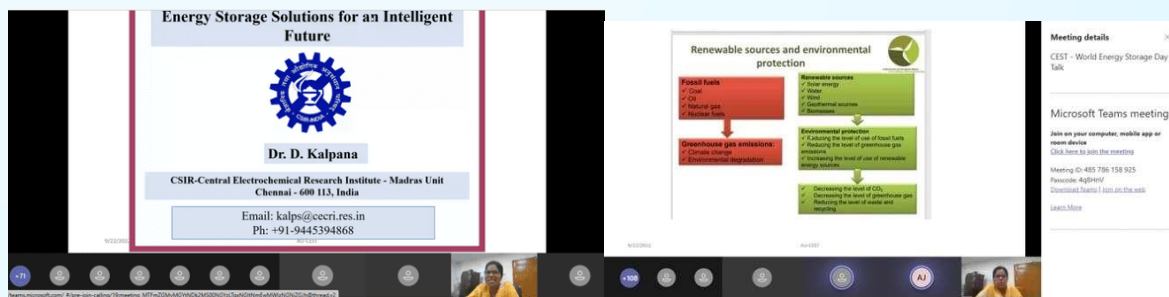 Energy Storage Solutions for an Intelligent
Future
CSIR-INDIA
Dr. D. Kalpana
CSIR-Central Electrochemical Research Institute - Madras Unit
Chennai - 600 113, India
Email: kalps@cecri.res.in
Ph: +91-9445394868
+71
Renewable sources and environmental
protection
Fossil fuels
✓ Coal
✓ Oil
✓ Natural gas
✓ Nuclear fuels
Greenhouse gas emissions:
✓ Climate change
✓ Environmental degradation
Renewable sources
✓ Solar energy
✓ Water
✓ Wind
✓ Geothermal sources
✓ Biomasses
Environmental protection
✓ Reducing the level of use of fossil fuels
✓ Reducing the level of greenhouse gas
emissions
✓ Increasing the level of use of renewable
energy sources
✓ Decreasing the level of CO₂
✓ Decreasing the level of greenhouse gas
✓ Reducing the level of waste and
recycling
+108
AJ
Meeting details
CEST - World Energy Storage Day
Talk
Microsoft Teams meeting
Join on your computer, mobile app or
room device
Click here to join the meeting
Meeting ID: 485 786 158 925
Passcode: 4q8HnV
Download Teams | Join on the web
Learn More